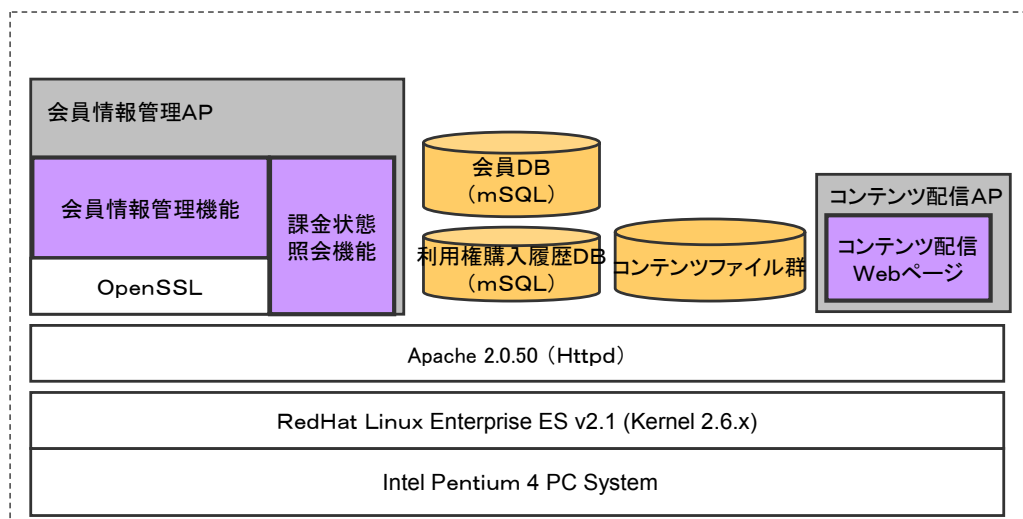 会員情報管理AP
会員情報管理機能
課金状態
照会機能
OpenSSL
会員DB
（mSQL）
利用権購入履歴DB
（mSQL）
コンテンツファイル群
コンテンツ配信AP
コンテンツ配信
Webページ
Apache 2.0.50（Httpd）
RedHat Linux Enterprise ES v2.1 (Kernel 2.6.x)
Intel Pentium 4 PC System